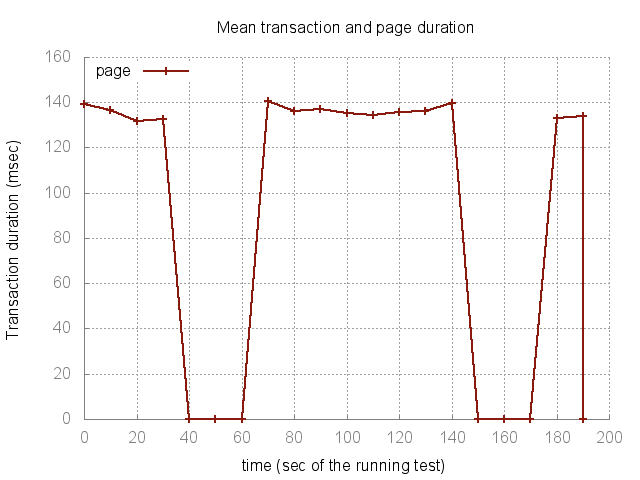 Mean transaction and page duration
160
140
120
100
80
60
40
20
0
page
Transaction duration (msec)
0 20 40 60 80 100 120 140 160 180 200
time (sec of the running test)